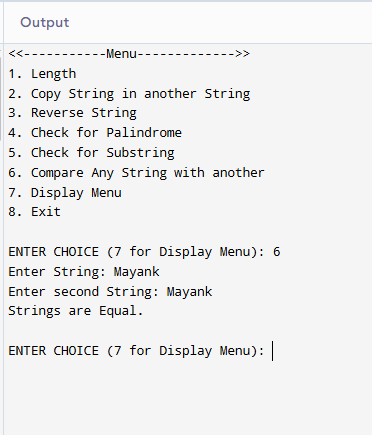 Output
<<-----------Menu------------->>
1. Length
2. Copy String in another String
3. Reverse String
4. Check for Palindrome
5. Check for Substring
6. Compare Any String with another
7. Display Menu
8. Exit
ENTER CHOICE (7 for Display Menu): 6
Enter String: Mayank
Enter second String: Mayank
Strings are Equal.
ENTER CHOICE (7 for Display Menu):